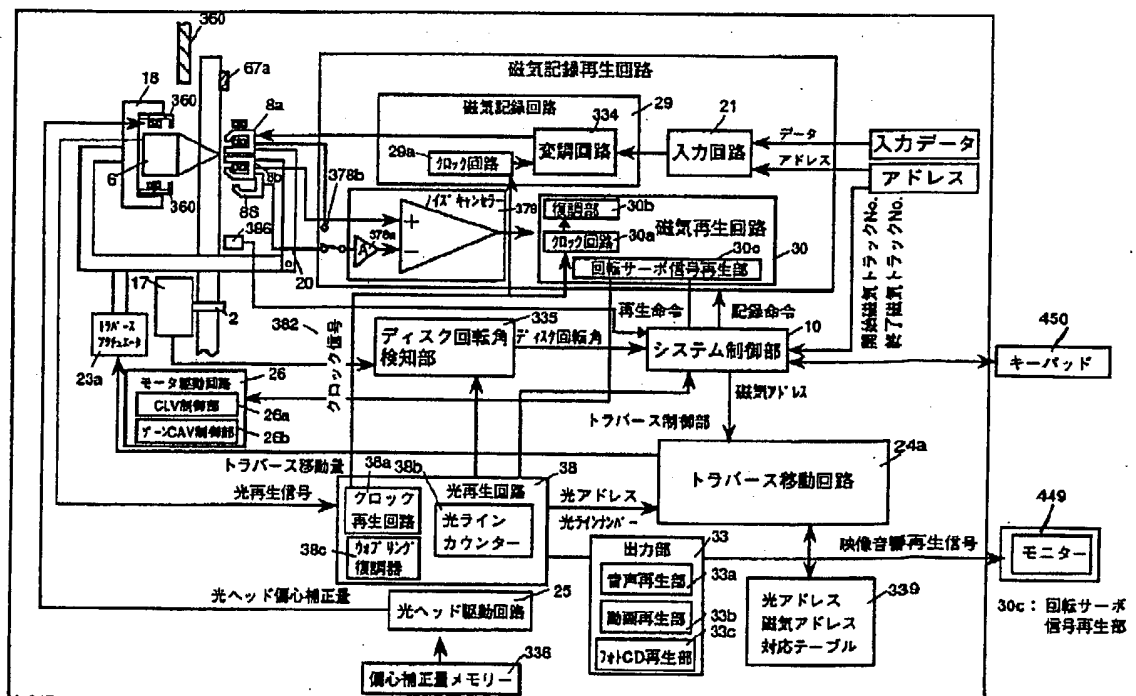 360
18
360
67a
8a
6
8b
360
8B
386
17
20
2
378b
磁気記録再生回路
磁気記録回路
29
334
29a
クロック回路
変調回路
21
入力回路
データ
アドレス
入力データ
アドレス
開始磁気トラックNo.
終了磁気トラックNo.
ノイズキャンセラー
378
378a
A
+
−
復調部
30b
磁気再生回路
クロック回路
30a
30c
回転サーボ信号再生部
30
再生命令
記録命令
382
クロック信号
335
ディスク回転角
検知部
ディスク回転角
10
システム制御部
450
キーパッド
トラバース
アクチュエータ
23a
モータ駆動回路
26
CLV制御部
26a
ゾーンCAV制御部
26b
磁気アドレス
トラバース制御部
24a
トラバース移動回路
トラバース移動量
光再生信号
38a
38b
38
光再生回路
クロック
再生回路
光ライン
カウンター
38c
ウォブリング
復調器
光アドレス
光ラインナンバー
出力部
33
音声再生部
33a
動画再生部
33b
33c
フォトCD再生部
映像音響再生信号
449
モニター
光アドレス
磁気アドレス
対応テーブル
339
30c：回転サーボ
信号再生部
光ヘッド偏心補正量
25
光ヘッド駆動回路
336
偏心補正量メモリー